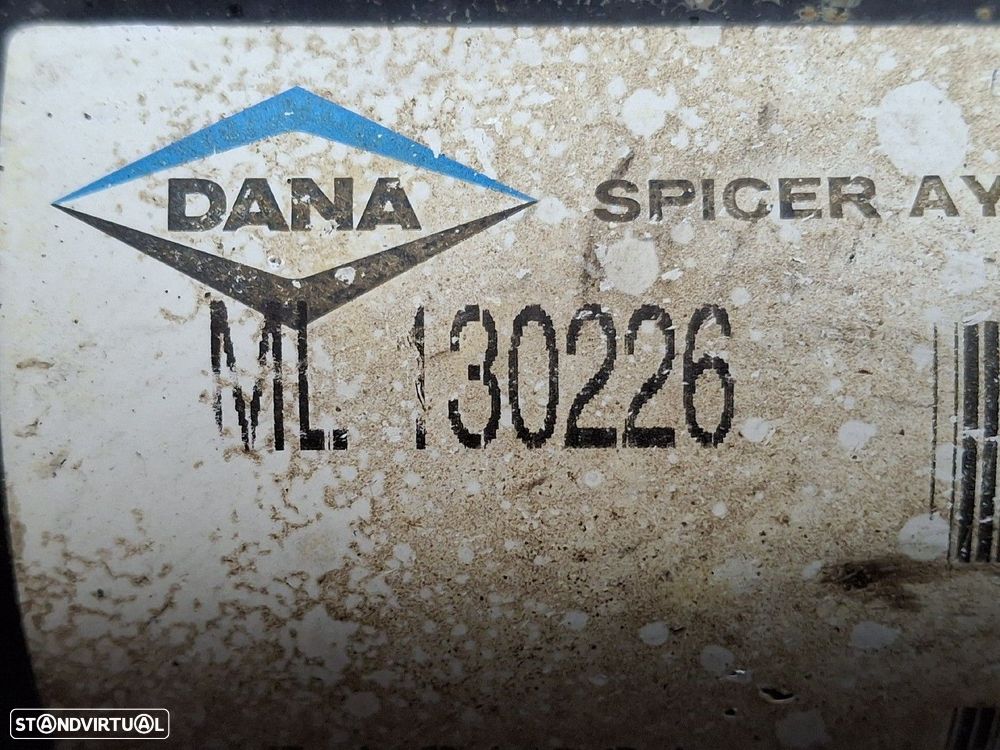 DANA
SPICER AY
ML 130226
STANDVIRTUAL